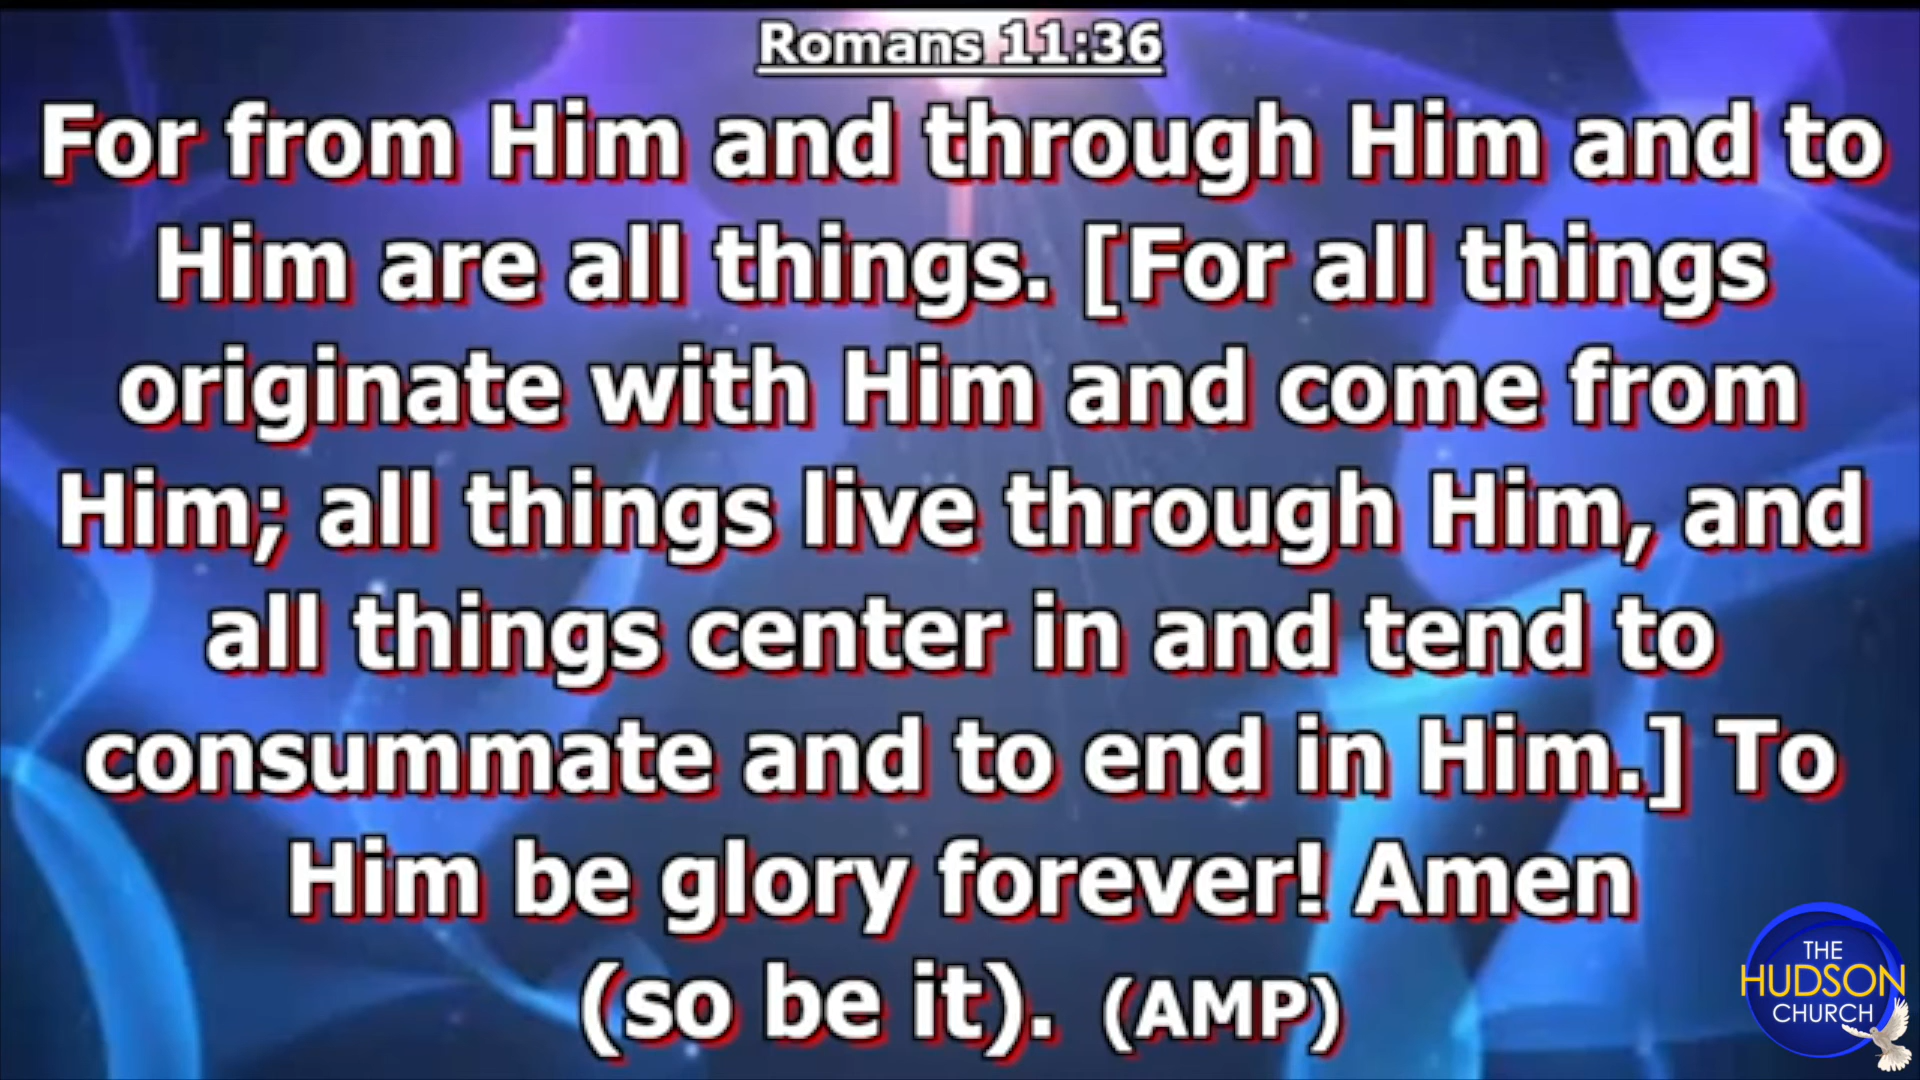 Romans 11:36
For from Him and through Him and to
Him are all things. [For all things
originate with Him and come from
Him; all things live through Him, and
all things center in and tend to
consummate and to end in Him.] To
Him be glory forever! Amen
(so be it). (AMP)
THE
HUDSON
CHURCH